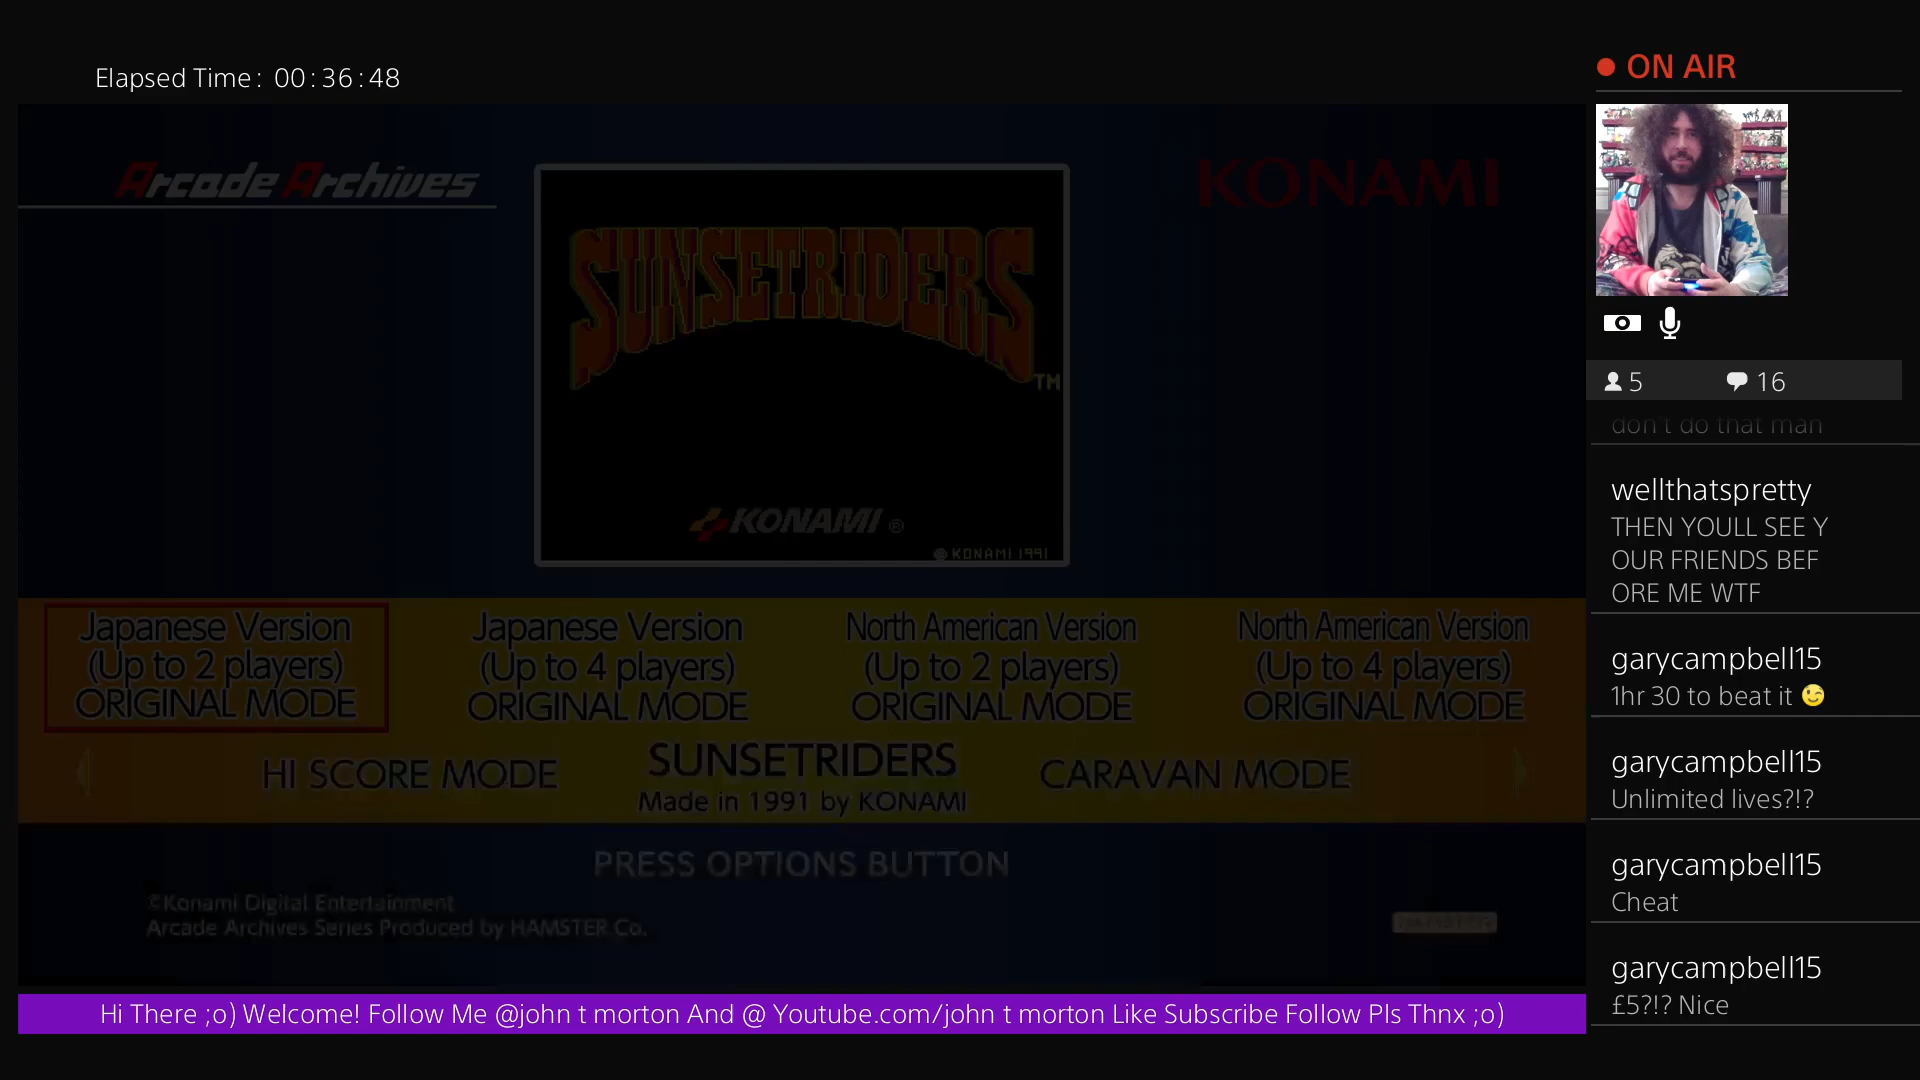 Elapsed Time: 00:36:48
ON AIR
Arcade Archives
KONAMI
SUNSETRIDERS
TM
KONAMI ®
© KONAMI 1991
5
16
don't do that man
wellthatspretty
THEN YOULL SEE Y
OUR FRIENDS BEF
ORE ME WTF
garycampbell15
1hr 30 to beat it 😉
garycampbell15
Unlimited lives?!?
garycampbell15
Cheat
garycampbell15
£5?!? Nice
Japanese Version
(Up to 2 players)
ORIGINAL MODE
Japanese Version
(Up to 4 players)
ORIGINAL MODE
North American Version
(Up to 2 players)
ORIGINAL MODE
North American Version
(Up to 4 players)
ORIGINAL MODE
HI SCORE MODE
SUNSETRIDERS
Made in 1991 by KONAMI
CARAVAN MODE
PRESS OPTIONS BUTTON
©Konami Digital Entertainment
Arcade Archives Series Produced by HAMSTER Co.
Hi There ;o) Welcome! Follow Me @john t morton And @ Youtube.com/john t morton Like Subscribe Follow Pls Thnx ;o)